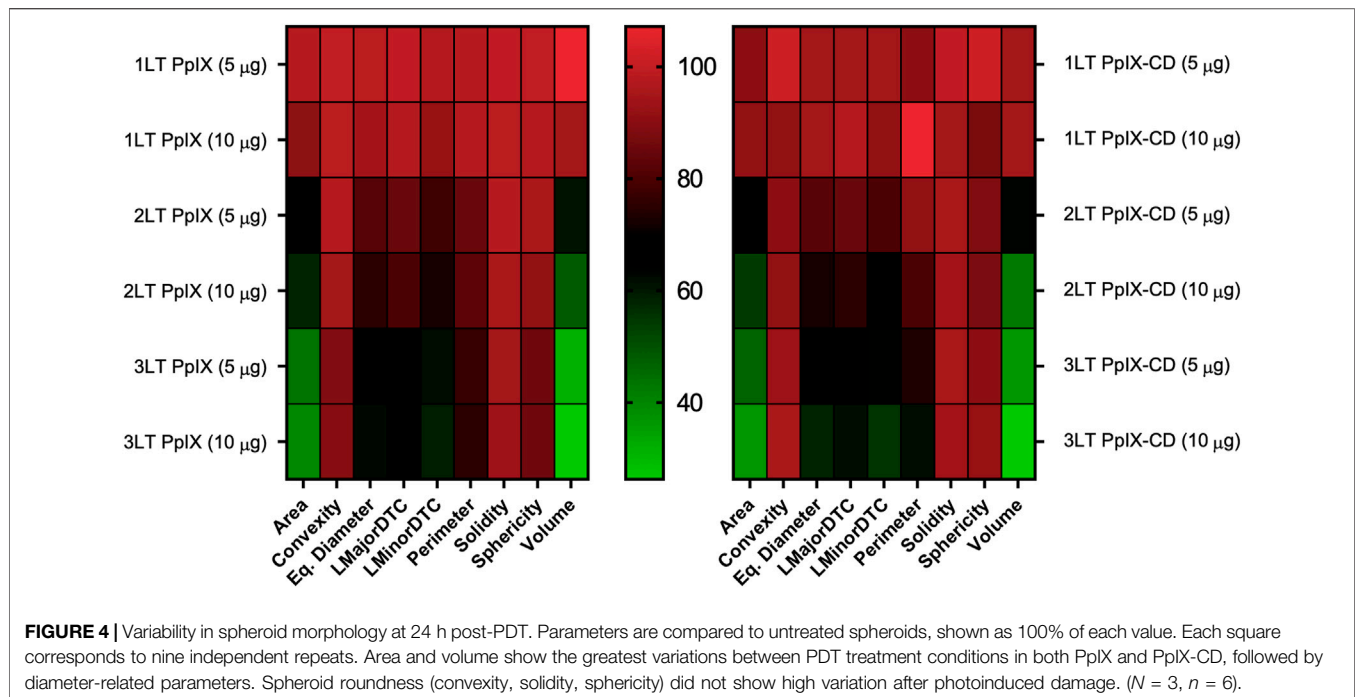 1LT PpIX (5 µg)
1LT PpIX (10 µg)
2LT PpIX (5 µg)
2LT PpIX (10 µg)
3LT PpIX (5 µg)
3LT PpIX (10 µg)
Area
Convexity
Eq. Diameter
LMajorDTC
LMinorDTC
Perimeter
Solidity
Sphericity
Volume
100
80
60
40
1LT PpIX-CD (5 µg)
1LT PpIX-CD (10 µg)
2LT PpIX-CD (5 µg)
2LT PpIX-CD (10 µg)
3LT PpIX-CD (5 µg)
3LT PpIX-CD (10 µg)
Area
Convexity
Eq. Diameter
LMajorDTC
LMinorDTC
Perimeter
Solidity
Sphericity
Volume
FIGURE 4 | Variability in spheroid morphology at 24 h post-PDT. Parameters are compared to untreated spheroids, shown as 100% of each value. Each square
corresponds to nine independent repeats. Area and volume show the greatest variations between PDT treatment conditions in both PpIX and PpIX-CD, followed by
diameter-related parameters. Spheroid roundness (convexity, solidity, sphericity) did not show high variation after photoinduced damage. (N = 3, n = 6).